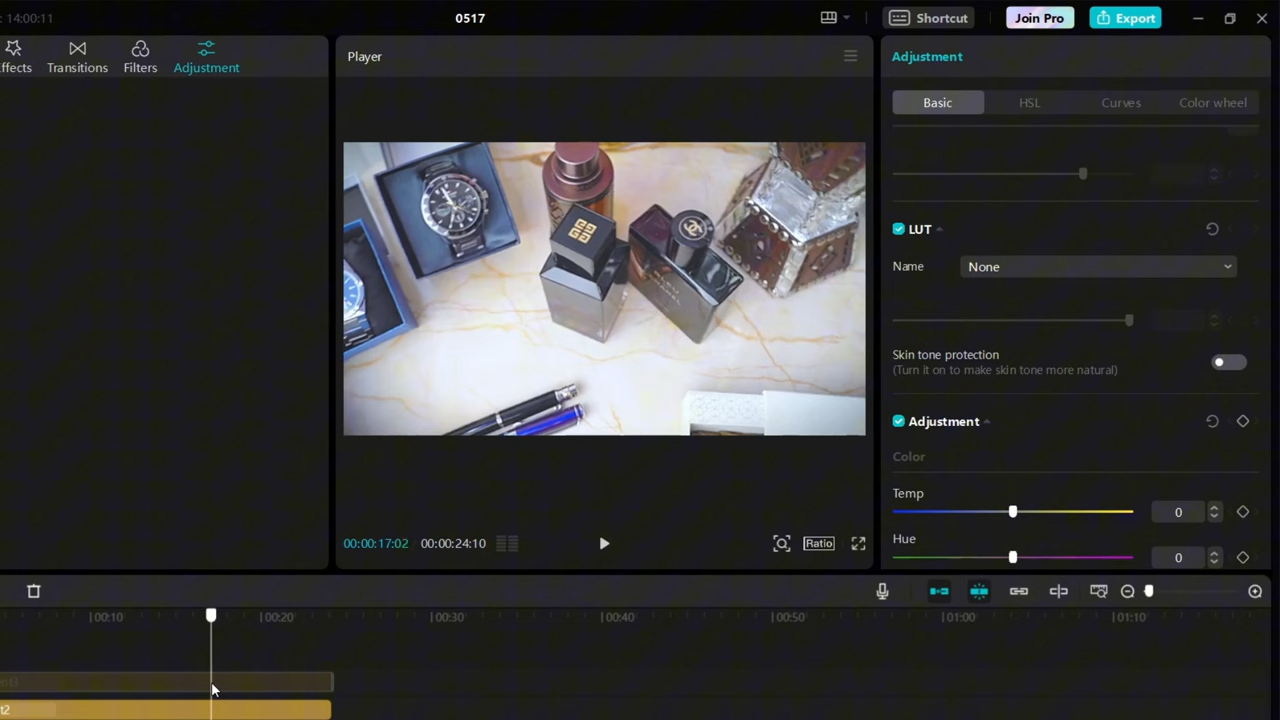 : 14:00:11
0517
Shortcut
Join Pro
Export
ffects
Transitions
Filters
Adjustment
Player
Adjustment
Basic
HSL
Curves
Color wheel
LUT
Name
None
Skin tone protection
(Turn it on to make skin tone more natural)
Adjustment
Color
Temp
0
Hue
0
00:00:17:02
00:00:24:10
Ratio
00:10
00:20
00:30
00:40
00:50
01:00
01:10
nt3
t2